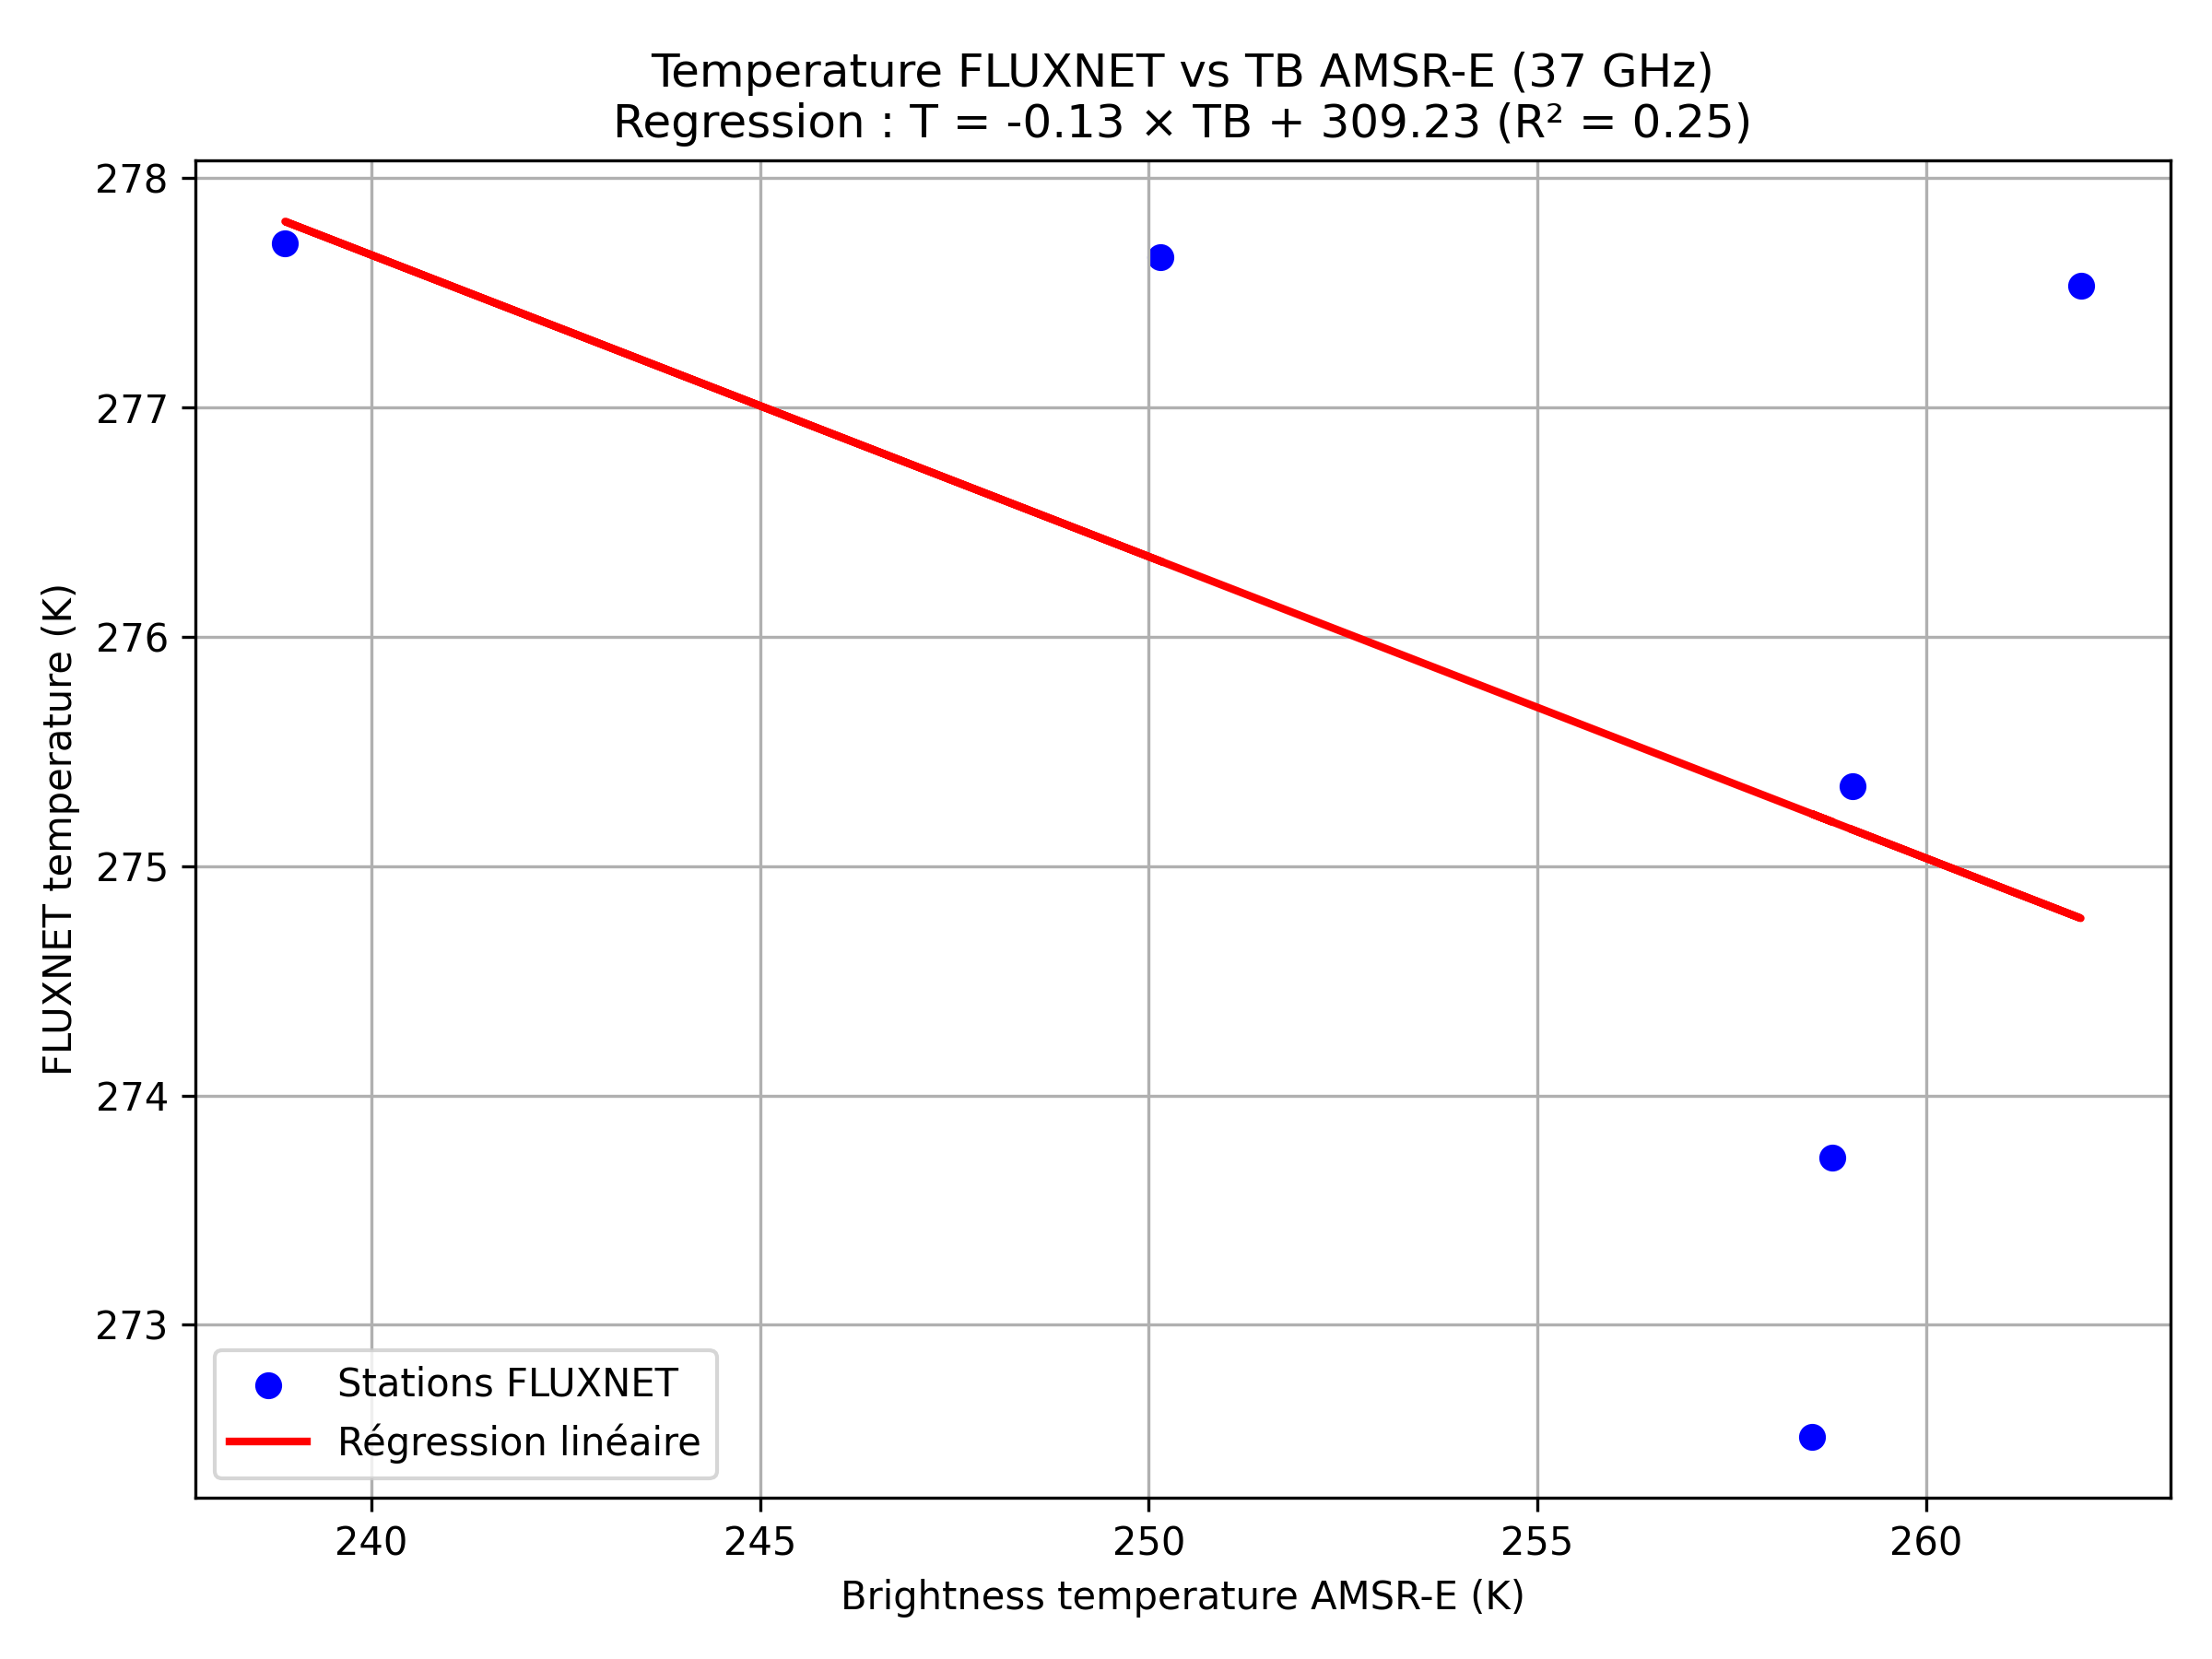 Temperature FLUXNET vs TB AMSR-E (37 GHz)
Regression : T = -0.13 × TB + 309.23 (R² = 0.25)
278
277
276
275
274
273
FLUXNET temperature (K)
Stations FLUXNET
Régression linéaire
240 245 250 255 260
Brightness temperature AMSR-E (K)